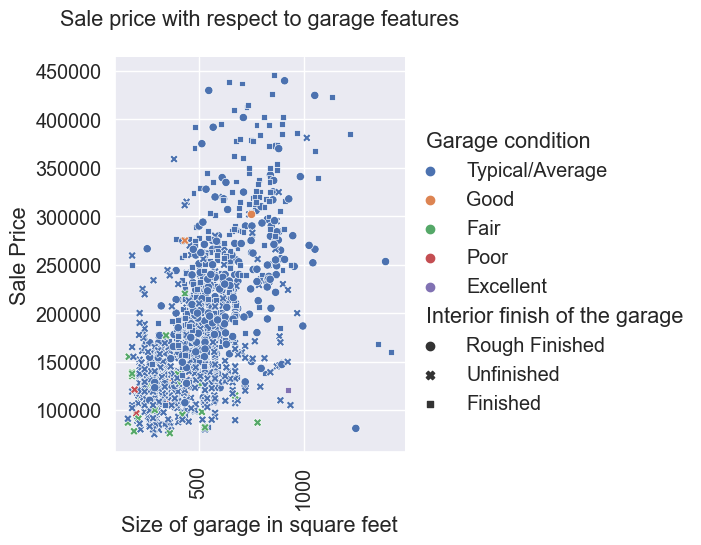 Sale price with respect to garage features
450000
400000
350000
300000
250000
200000
150000
100000
Sale Price
500
1000
Size of garage in square feet
Garage condition
Typical/Average
Good
Fair
Poor
Excellent
Interior finish of the garage
Rough Finished
Unfinished
Finished